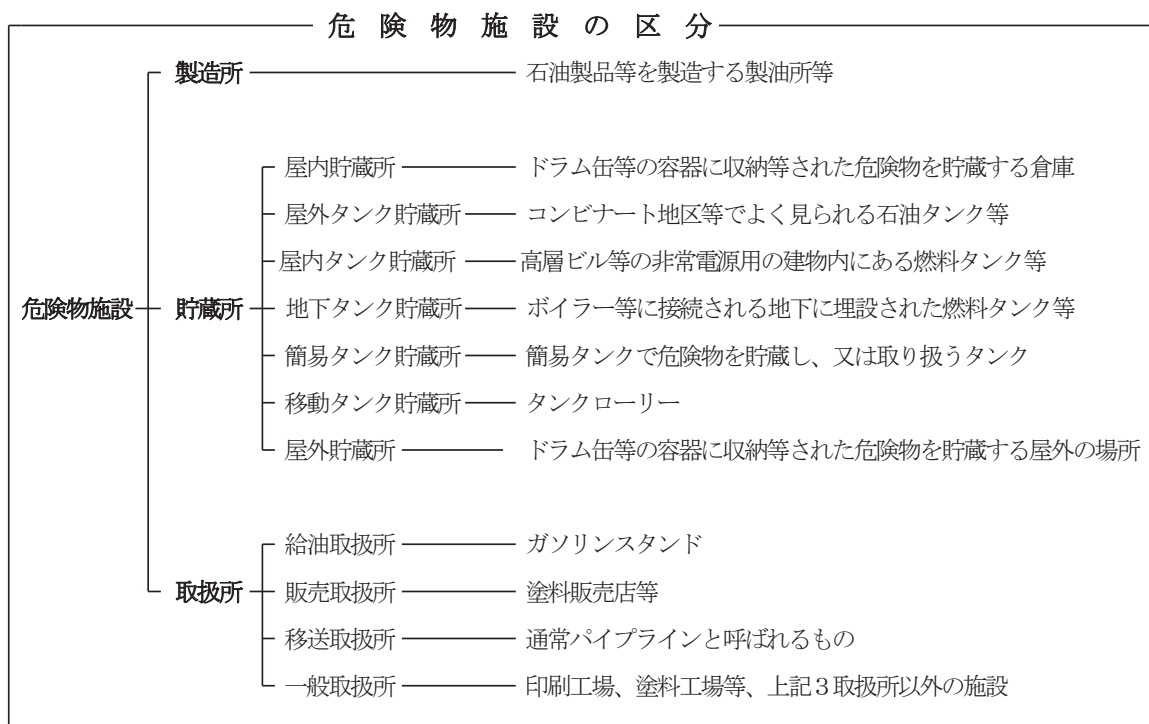 危険物施設の区分
製造所 石油製品等を製造する製油所等
屋内貯蔵所 ドラム缶等の容器に収納等された危険物を貯蔵する倉庫
屋外タンク貯蔵所 コンビナート地区等でよく見られる石油タンク等
屋内タンク貯蔵所 高層ビル等の非常電源用の建物内にある燃料タンク等
危険物施設 貯蔵所 地下タンク貯蔵所 ボイラー等に接続される地下に埋設された燃料タンク等
簡易タンク貯蔵所 簡易タンクで危険物を貯蔵し、又は取り扱うタンク
移動タンク貯蔵所 タンクローリー
屋外貯蔵所 ドラム缶等の容器に収納等された危険物を貯蔵する屋外の場所
給油取扱所 ガソリンスタンド
取扱所 販売取扱所 塗料販売店等
移送取扱所 通常パイプラインと呼ばれるもの
一般取扱所 印刷工場、塗料工場等、上記3取扱所以外の施設